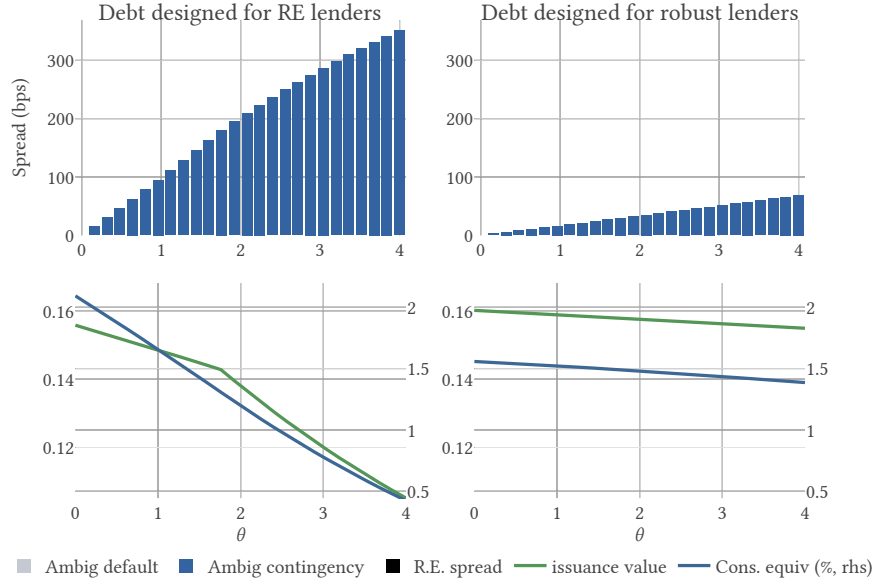 Debt designed for RE lenders
Debt designed for robust lenders
Spread (bps)
300
200
100
0
0 1 2 3 4
300
200
100
0
0 1 2 3 4
0.16
0.14
0.12
2
1.5
1
0.5
0 1 2 3 4
θ
0.16
0.14
0.12
2
1.5
1
0.5
0 1 2 3 4
θ
Ambig default Ambig contingency R.E. spread issuance value Cons. equiv (%, rhs)